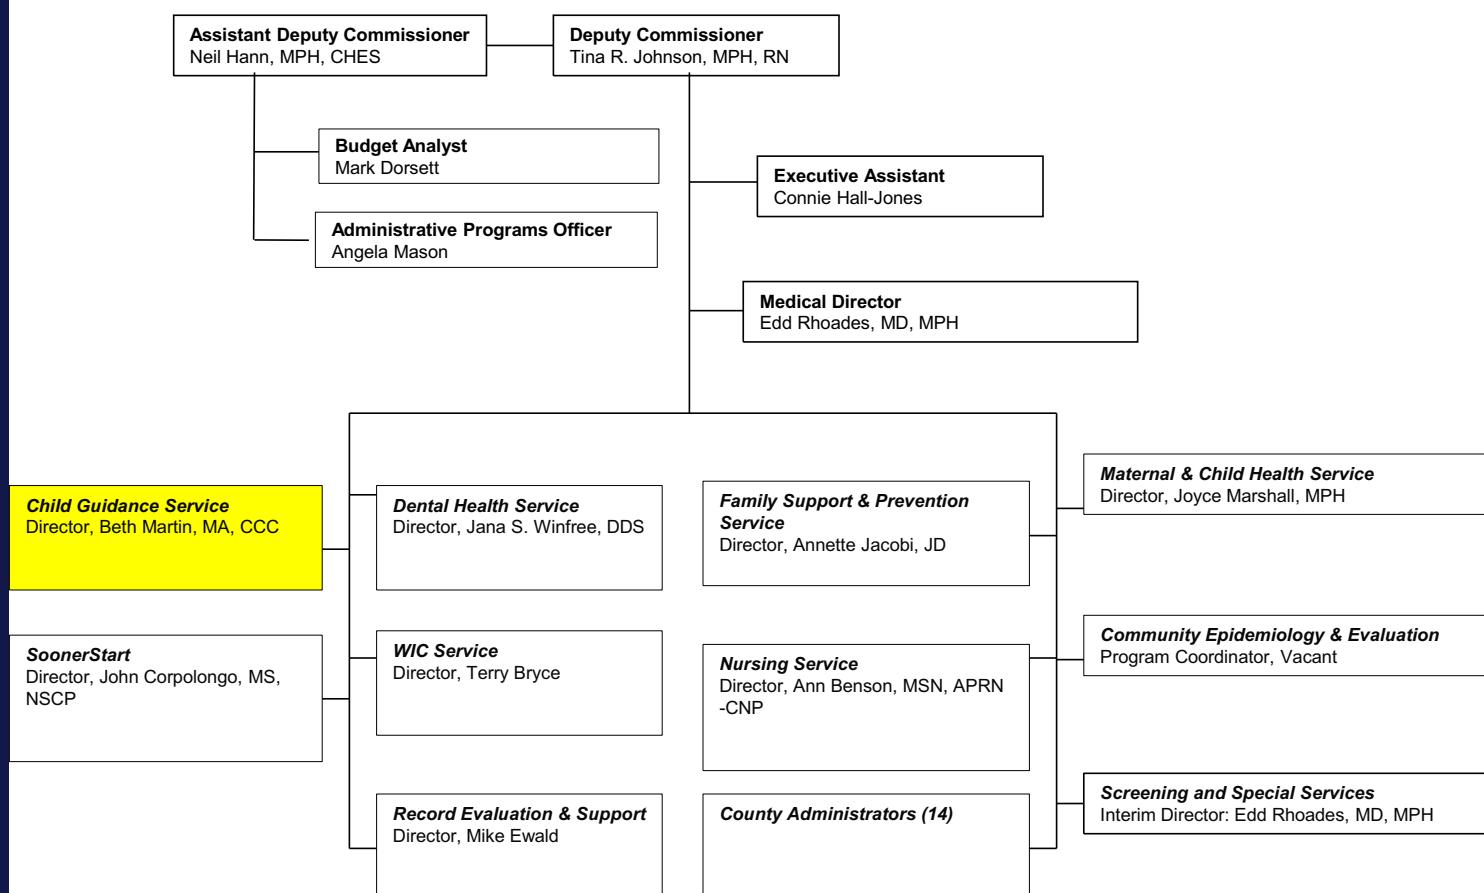 Assistant Deputy Commissioner
Neil Hann, MPH, CHES
Deputy Commissioner
Tina R. Johnson, MPH, RN
Budget Analyst
Mark Dorsett
Executive Assistant
Connie Hall-Jones
Administrative Programs Officer
Angela Mason
Medical Director
Edd Rhoades, MD, MPH
Child Guidance Service
Director, Beth Martin, MA, CCC
Dental Health Service
Director, Jana S. Winfree, DDS
Family Support & Prevention
Service
Director, Annette Jacobi, JD
Maternal & Child Health Service
Director, Joyce Marshall, MPH
SoonerStart
Director, John Corpolongo, MS,
NSCP
WIC Service
Director, Terry Bryce
Nursing Service
Director, Ann Benson, MSN, APRN
-CNP
Community Epidemiology & Evaluation
Program Coordinator, Vacant
Record Evaluation & Support
Director, Mike Ewald
County Administrators (14)
Screening and Special Services
Interim Director: Edd Rhoades, MD, MPH